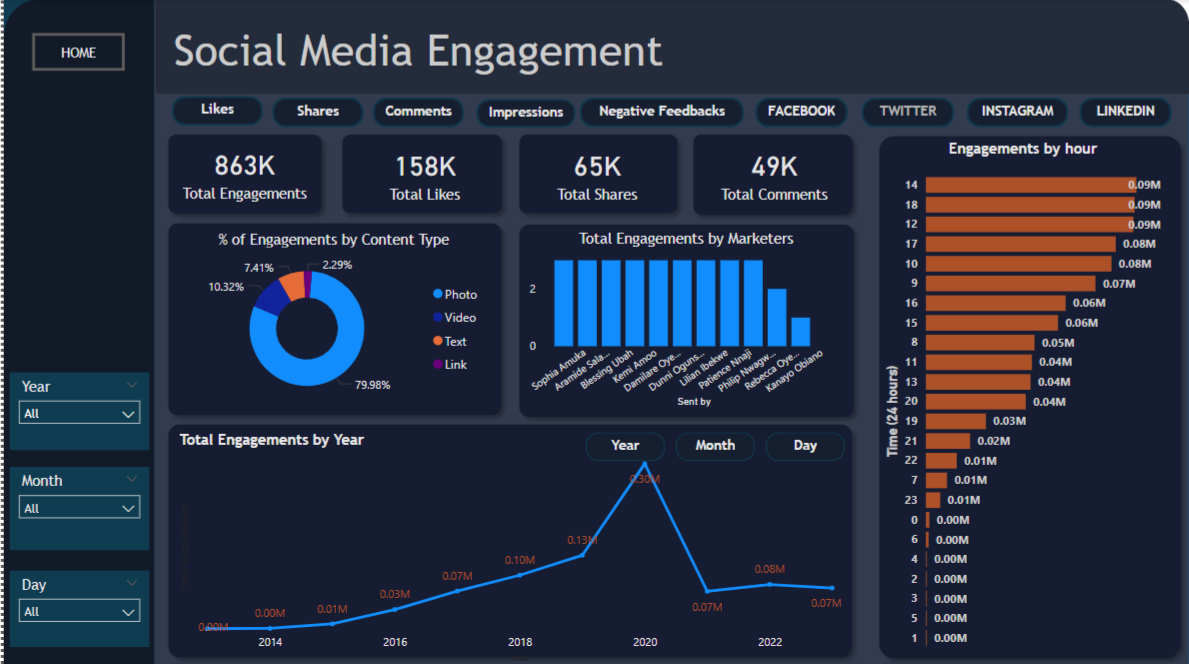 HOME
Social Media Engagement
Likes
Shares
Comments
Impressions
Negative Feedbacks
FACEBOOK
TWITTER
INSTAGRAM
LINKEDIN
863K
Total Engagements
158K
Total Likes
65K
Total Shares
49K
Total Comments
% of Engagements by Content Type
7.41%
2.29%
10.32%
79.98%
Photo
Video
Text
Link
Total Engagements by Marketers
2
0
Sophia Amuka
Aramide Sala...
Blessing Ubah
Kemi Amoo
Damilare Oye...
Dunni Oguns...
Lilian Ibekwe
Patience Nnaji
Philip Nwagw...
Rebecca Oye...
Kanayo Obiano
Sent by
Engagements by hour
Time (24 hours)
14 0.09M
18 0.09M
12 0.09M
17 0.08M
10 0.08M
9 0.07M
16 0.06M
15 0.06M
8 0.05M
11 0.04M
13 0.04M
20 0.04M
19 0.03M
21 0.02M
22 0.01M
7 0.01M
23 0.01M
0 0.00M
6 0.00M
4 0.00M
2 0.00M
3 0.00M
5 0.00M
1 0.00M
Year
All
Month
All
Day
All
Total Engagements by Year
Year
Month
Day
0.00M
0.00M
0.01M
0.03M
0.07M
0.10M
0.13M
0.30M
0.07M
0.08M
0.07M
2014
2016
2018
2020
2022